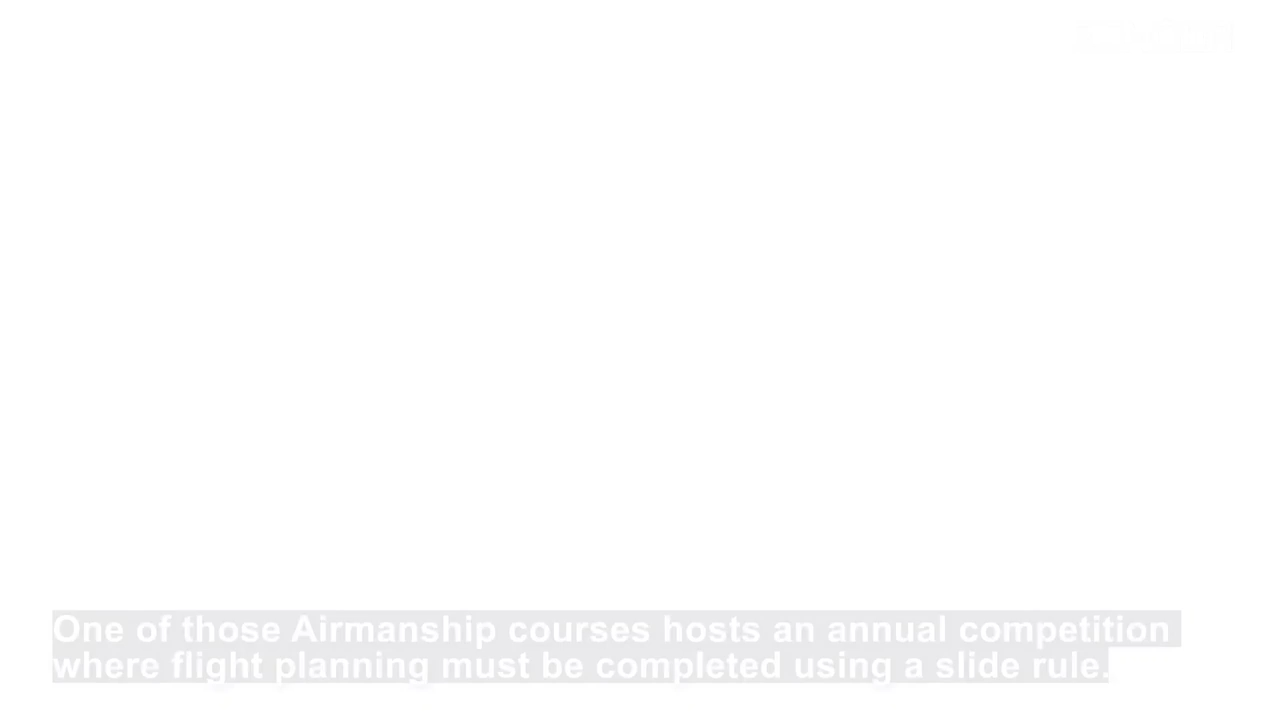 One of those Airmanship courses hosts an annual competition
where flight planning must be completed using a slide rule.